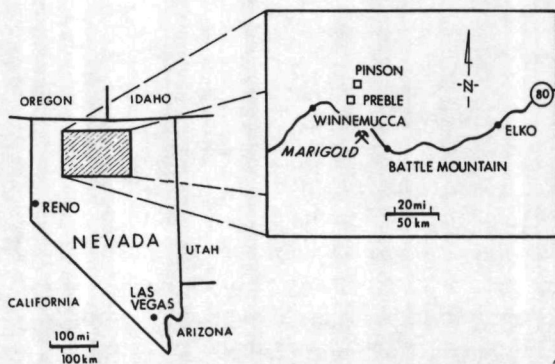 OREGON
IDAHO
RENO
NEVADA
UTAH
CALIFORNIA
LAS
VEGAS
ARIZONA
100 mi
100 km
PINSON
PREBLE
WINNEMUCCA
MARIGOLD
BATTLE MOUNTAIN
ELKO
80
N
20mi
50 km